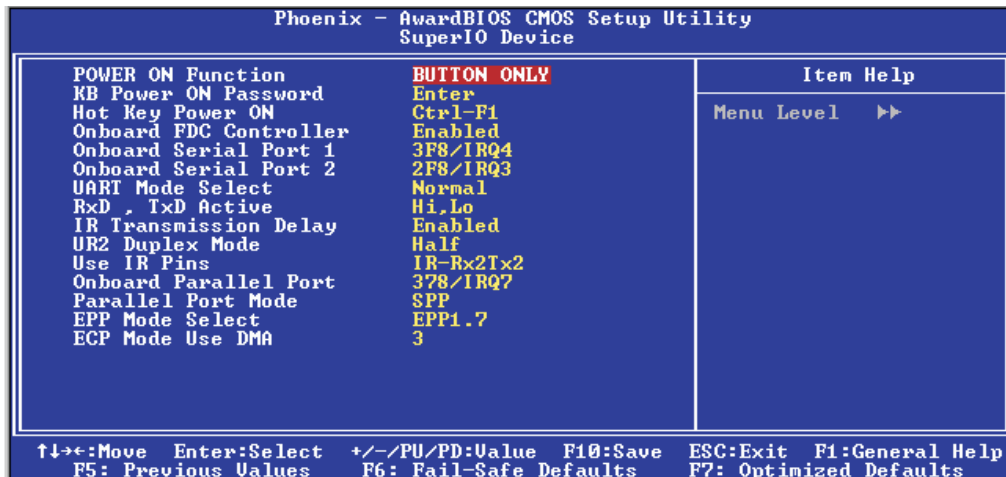 Phoenix - AwardBIOS CMOS Setup Utility
SuperIO Device
POWER ON Function BUTTON ONLY
KB Power ON Password Enter
Hot Key Power ON Ctrl-F1
Onboard FDC Controller Enabled
Onboard Serial Port 1 3F8/IRQ4
Onboard Serial Port 2 2F8/IRQ3
UART Mode Select Normal
RxD , TxD Active Hi,Lo
IR Transmission Delay Enabled
UR2 Duplex Mode Half
Use IR Pins IR-Rx2Tx2
Onboard Parallel Port 378/IRQ7
Parallel Port Mode SPP
EPP Mode Select EPP1.7
ECP Mode Use DMA 3
Item Help
Menu Level ▶▶
↑↓→←:Move Enter:Select +/-/PU/PD:Value F10:Save ESC:Exit F1:General Help
F5: Previous Values F6: Fail-Safe Defaults F7: Optimized Defaults